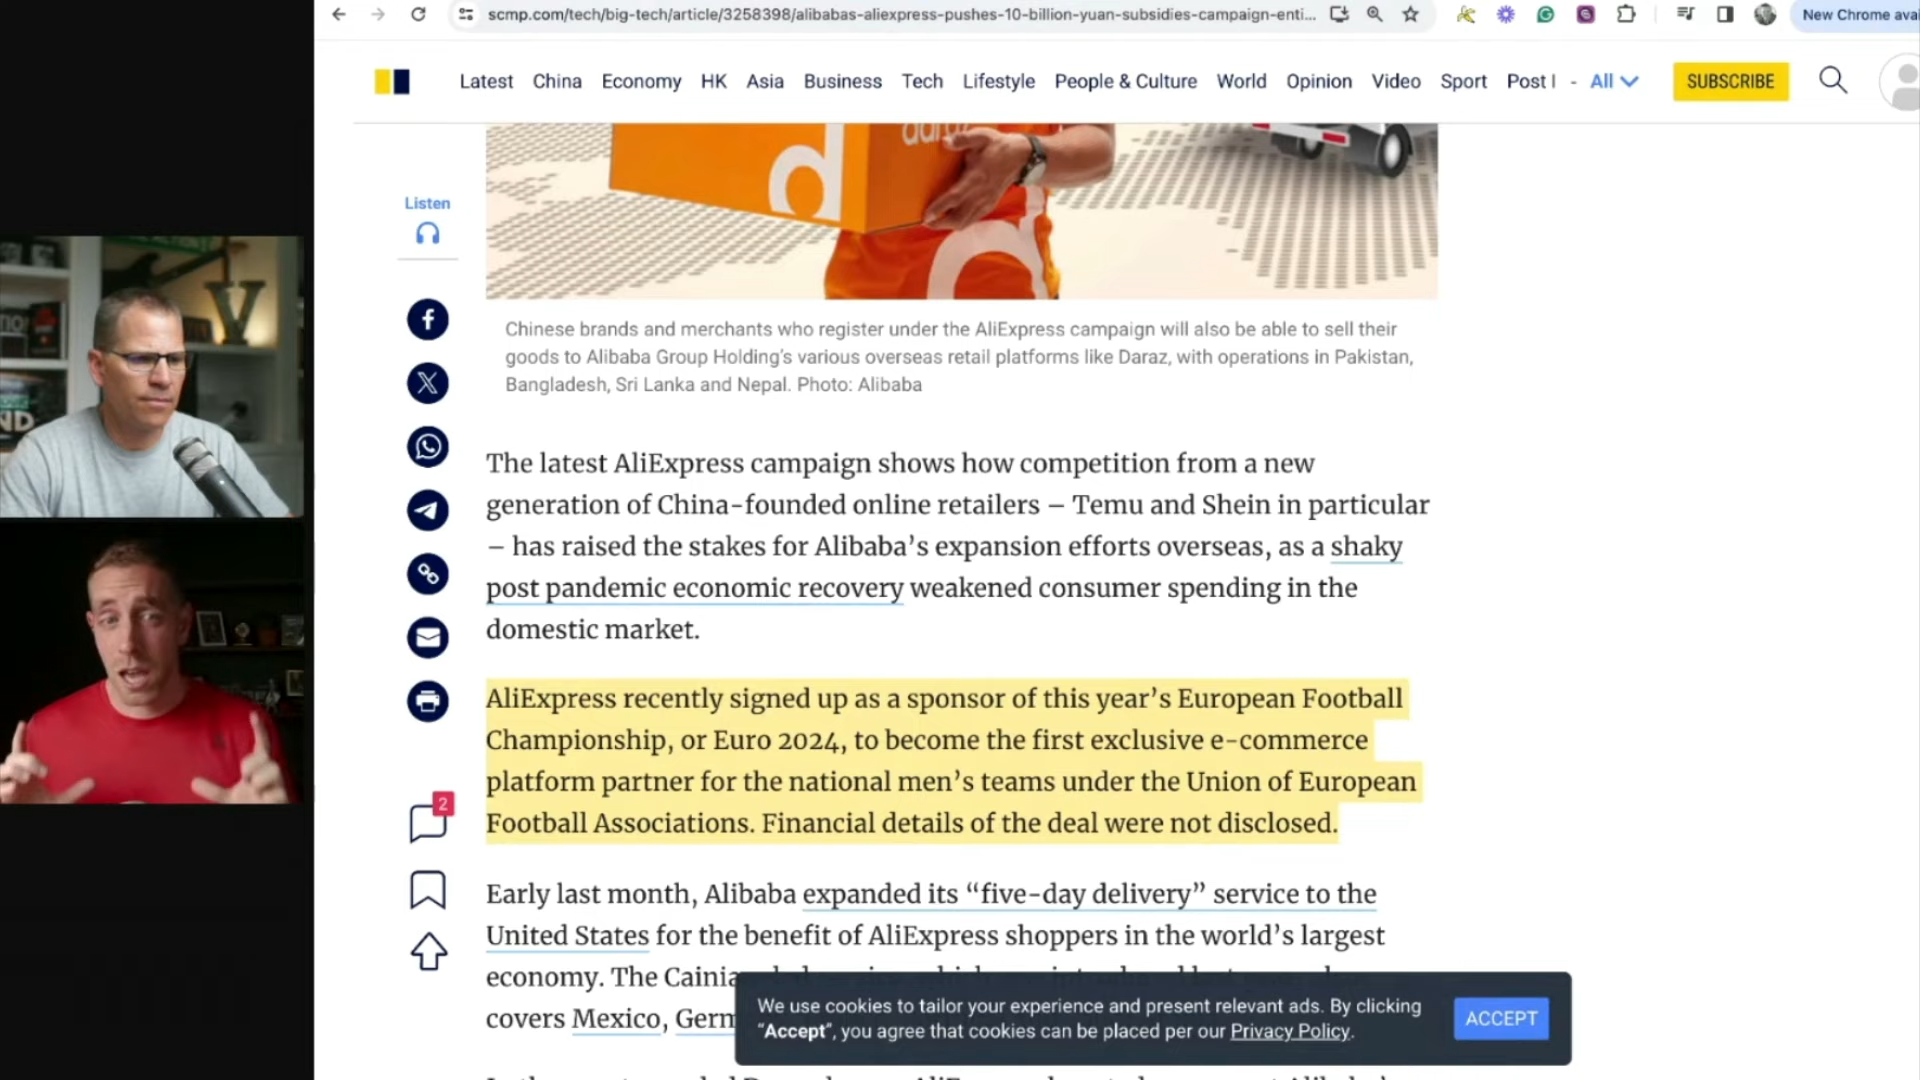 scmp.com/tech/big-tech/article/3258398/alibabas-aliexpress-pushes-10-billion-yuan-subsidies-campaign-enti...
New Chrome avai
Latest China Economy HK Asia Business Tech Lifestyle People & Culture World Opinion Video Sport Post - All
SUBSCRIBE
Listen
daraz
d
V
ND
Chinese brands and merchants who register under the AliExpress campaign will also be able to sell their
goods to Alibaba Group Holding's various overseas retail platforms like Daraz, with operations in Pakistan,
Bangladesh, Sri Lanka and Nepal. Photo: Alibaba
The latest AliExpress campaign shows how competition from a new
generation of China-founded online retailers – Temu and Shein in particular
– has raised the stakes for Alibaba's expansion efforts overseas, as a shaky
post pandemic economic recovery weakened consumer spending in the
domestic market.
AliExpress recently signed up as a sponsor of this year's European Football
Championship, or Euro 2024, to become the first exclusive e-commerce
platform partner for the national men's teams under the Union of European
Football Associations. Financial details of the deal were not disclosed.
2
Early last month, Alibaba expanded its “five-day delivery” service to the
United States for the benefit of AliExpress shoppers in the world's largest
economy. The Cainia
covers Mexico, Germ
We use cookies to tailor your experience and present relevant ads. By clicking
“Accept”, you agree that cookies can be placed per our Privacy Policy.
ACCEPT